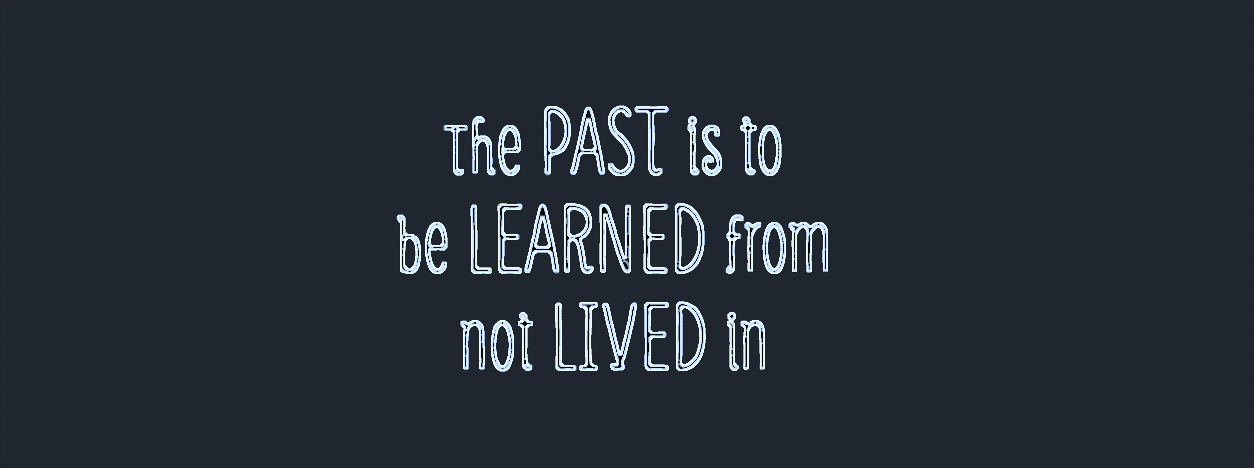 The PAST is to
be LEARNED from
not LIVED in